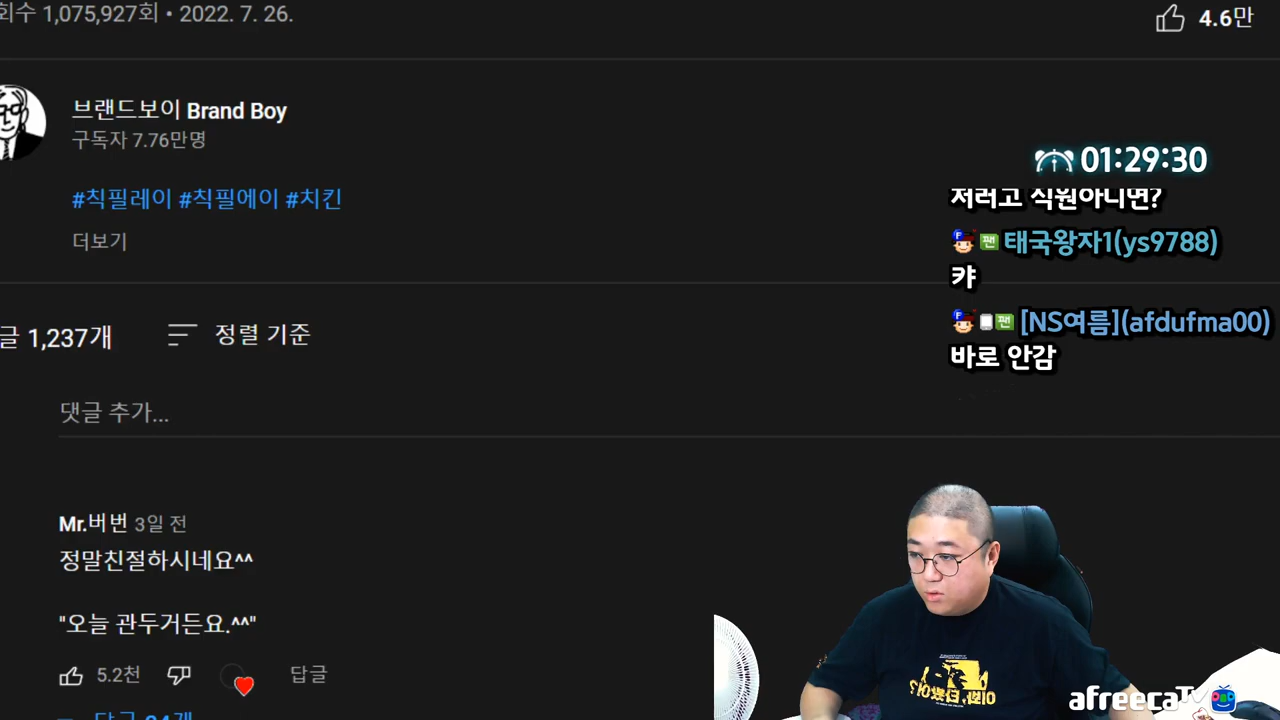 회수 1,075,927회 • 2022. 7. 26.
4.6만
브랜드보이 Brand Boy
구독자 7.76만명
#칙필레이 #칙필에이 #치킨
더보기
글 1,237개
정렬 기준
댓글 추가...
Mr.버번 3일 전
정말친절하시네요^^
"오늘 관두거든요.^^"
5.2천
답글
01:29:30
저러고 직원아니면?
F 팬 태국왕자1(ys9788)
캬
F 팬 [NS여름](afdufma00)
바로 안감
afreecaTV